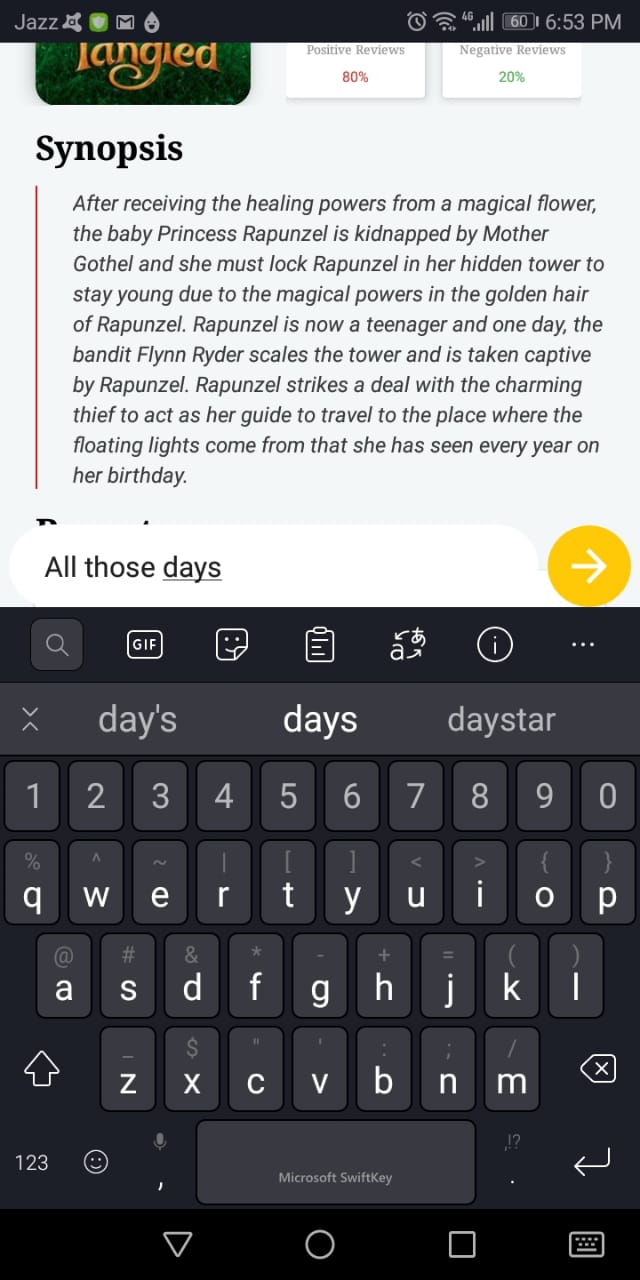 Jazz 4G 60 6:53 PM
Tangled
Positive Reviews Negative Reviews
80% 20%
Synopsis
After receiving the healing powers from a magical flower,
the baby Princess Rapunzel is kidnapped by Mother
Gothel and she must lock Rapunzel in her hidden tower to
stay young due to the magical powers in the golden hair
of Rapunzel. Rapunzel is now a teenager and one day, the
bandit Flynn Ryder scales the tower and is taken captive
by Rapunzel. Rapunzel strikes a deal with the charming
thief to act as her guide to travel to the place where the
floating lights come from that she has seen every year on
her birthday.
All those days
GIF a あ i ...
day's days daystar
1 2 3 4 5 6 7 8 9 0
% ^ ~ | [ ] < > { }
q w e r t y u i o p
@ # & * - + = ( )
a s d f g h j k l
_ $ " ' : ; /
z x c v b n m
123 , Microsoft SwiftKey ,!? .